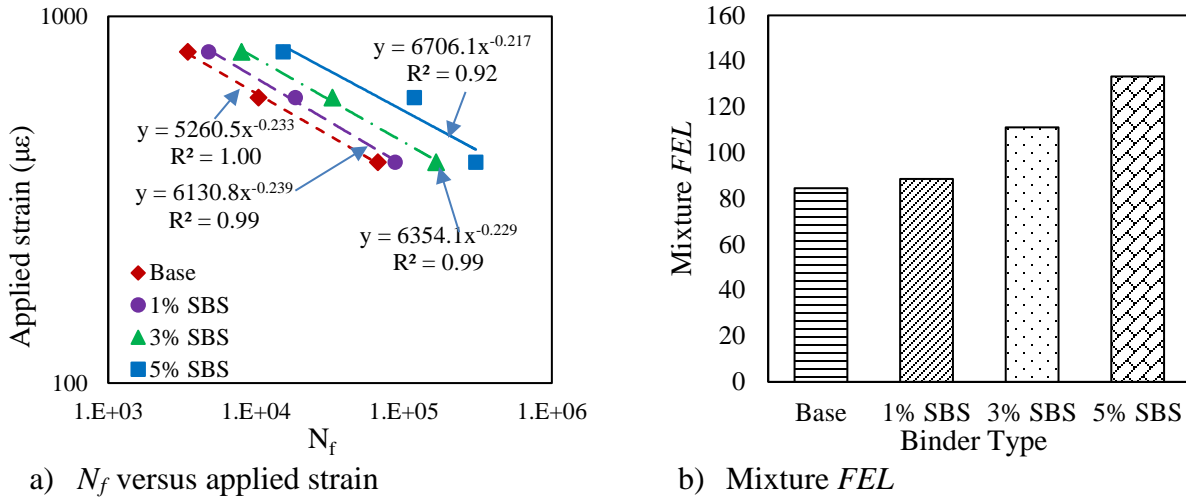 1000
100
Applied strain (µε)
y = 6706.1x^-0.217
R² = 0.92
y = 5260.5x^-0.233
R² = 1.00
y = 6130.8x^-0.239
R² = 0.99
y = 6354.1x^-0.229
R² = 0.99
Base
1% SBS
3% SBS
5% SBS
1.E+03 1.E+04 1.E+05 1.E+06
N_f
a) N_f versus applied strain
160
140
120
100
80
60
40
20
0
Mixture FEL
Base 1% SBS 3% SBS 5% SBS
Binder Type
b) Mixture FEL